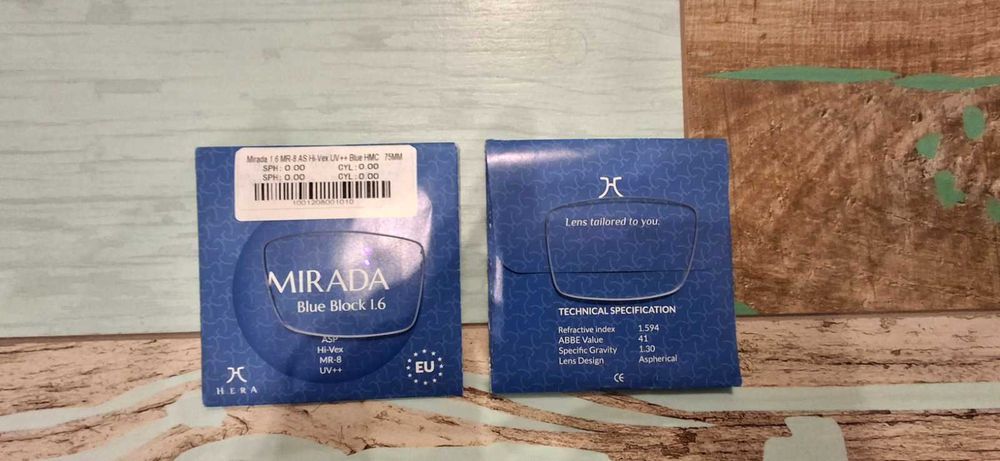 Mirada 1.6 MR-8 AS Hi-Vex UV++ Blue HMC 75MM
SPH: 0.00 CYL: 0.00
SPH: 0.00 CYL: 0.00
1001208001010
MIRADA
Blue Block 1.6
ASP
Hi-Vex
MR-8
UV++
HERA
EU
Lens tailored to you.
TECHNICAL SPECIFICATION
Refractive index 1.594
ABBE Value 41
Specific Gravity 1.30
Lens Design Aspherical
CE